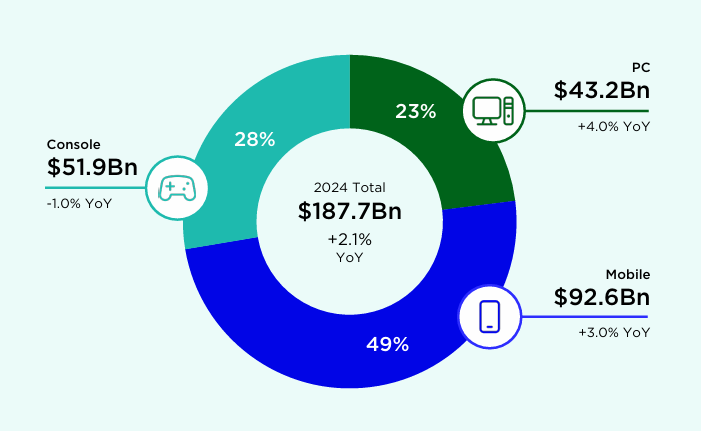 PC
$43.2Bn
+4.0% YoY
23%
Console
$51.9Bn
-1.0% YoY
28%
2024 Total
$187.7Bn
+2.1%
YoY
Mobile
$92.6Bn
+3.0% YoY
49%